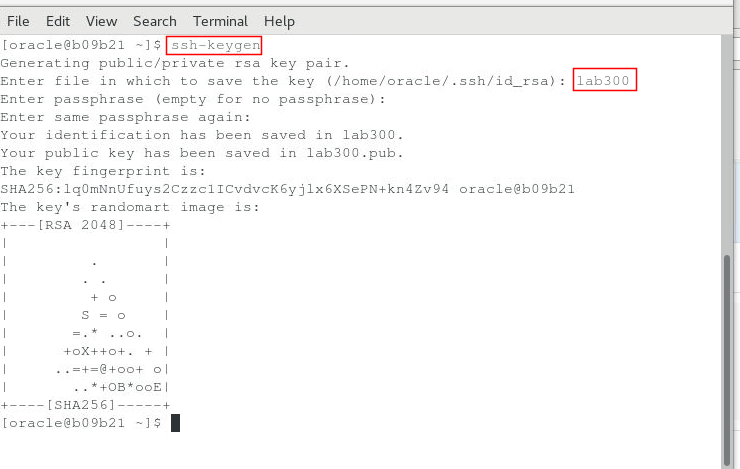 File Edit View Search Terminal Help
[oracle@b09b21 ~]$ ssh-keygen
Generating public/private rsa key pair.
Enter file in which to save the key (/home/oracle/.ssh/id_rsa): lab300
Enter passphrase (empty for no passphrase):
Enter same passphrase again:
Your identification has been saved in lab300.
Your public key has been saved in lab300.pub.
The key fingerprint is:
SHA256:lq0mNnUfuys2Czzc1ICvdvcK6yjlx6XSePN+kn4Zv94 oracle@b09b21
The key's randomart image is:
+---[RSA 2048]----+
|                 |
|         .       |
|        . .      |
|         + o     |
|        S = o    |
|       =.* ..o.  |
|      +oX++o+. + |
|     ..=+=@+oo+ o|
|       ..*+OB*ooE|
+----[SHA256]-----+
[oracle@b09b21 ~]$